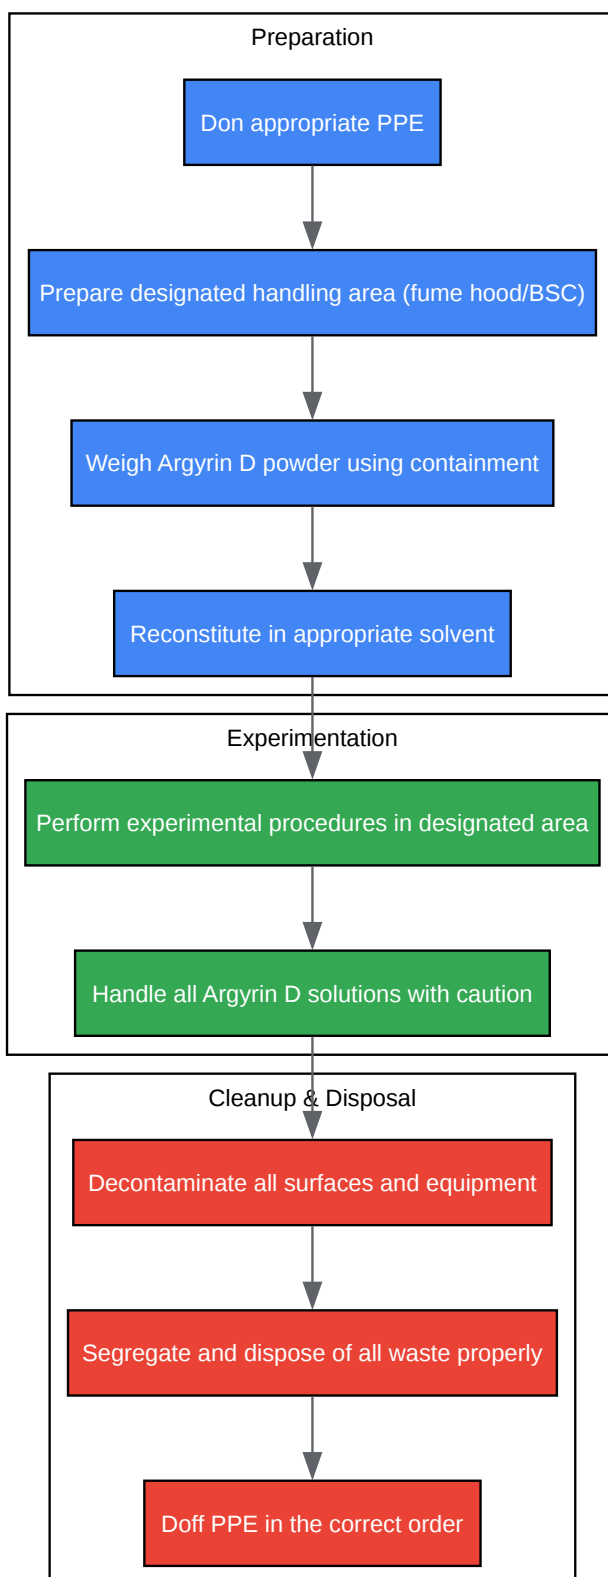 Preparation
Don appropriate PPE
Prepare designated handling area (fume hood/BSC)
Weigh Argyrin D powder using containment
Reconstitute in appropriate solvent
Experimentation
Perform experimental procedures in designated area
Handle all Argyrin D solutions with caution
Cleanup & Disposal
Decontaminate all surfaces and equipment
Segregate and dispose of all waste properly
Doff PPE in the correct order